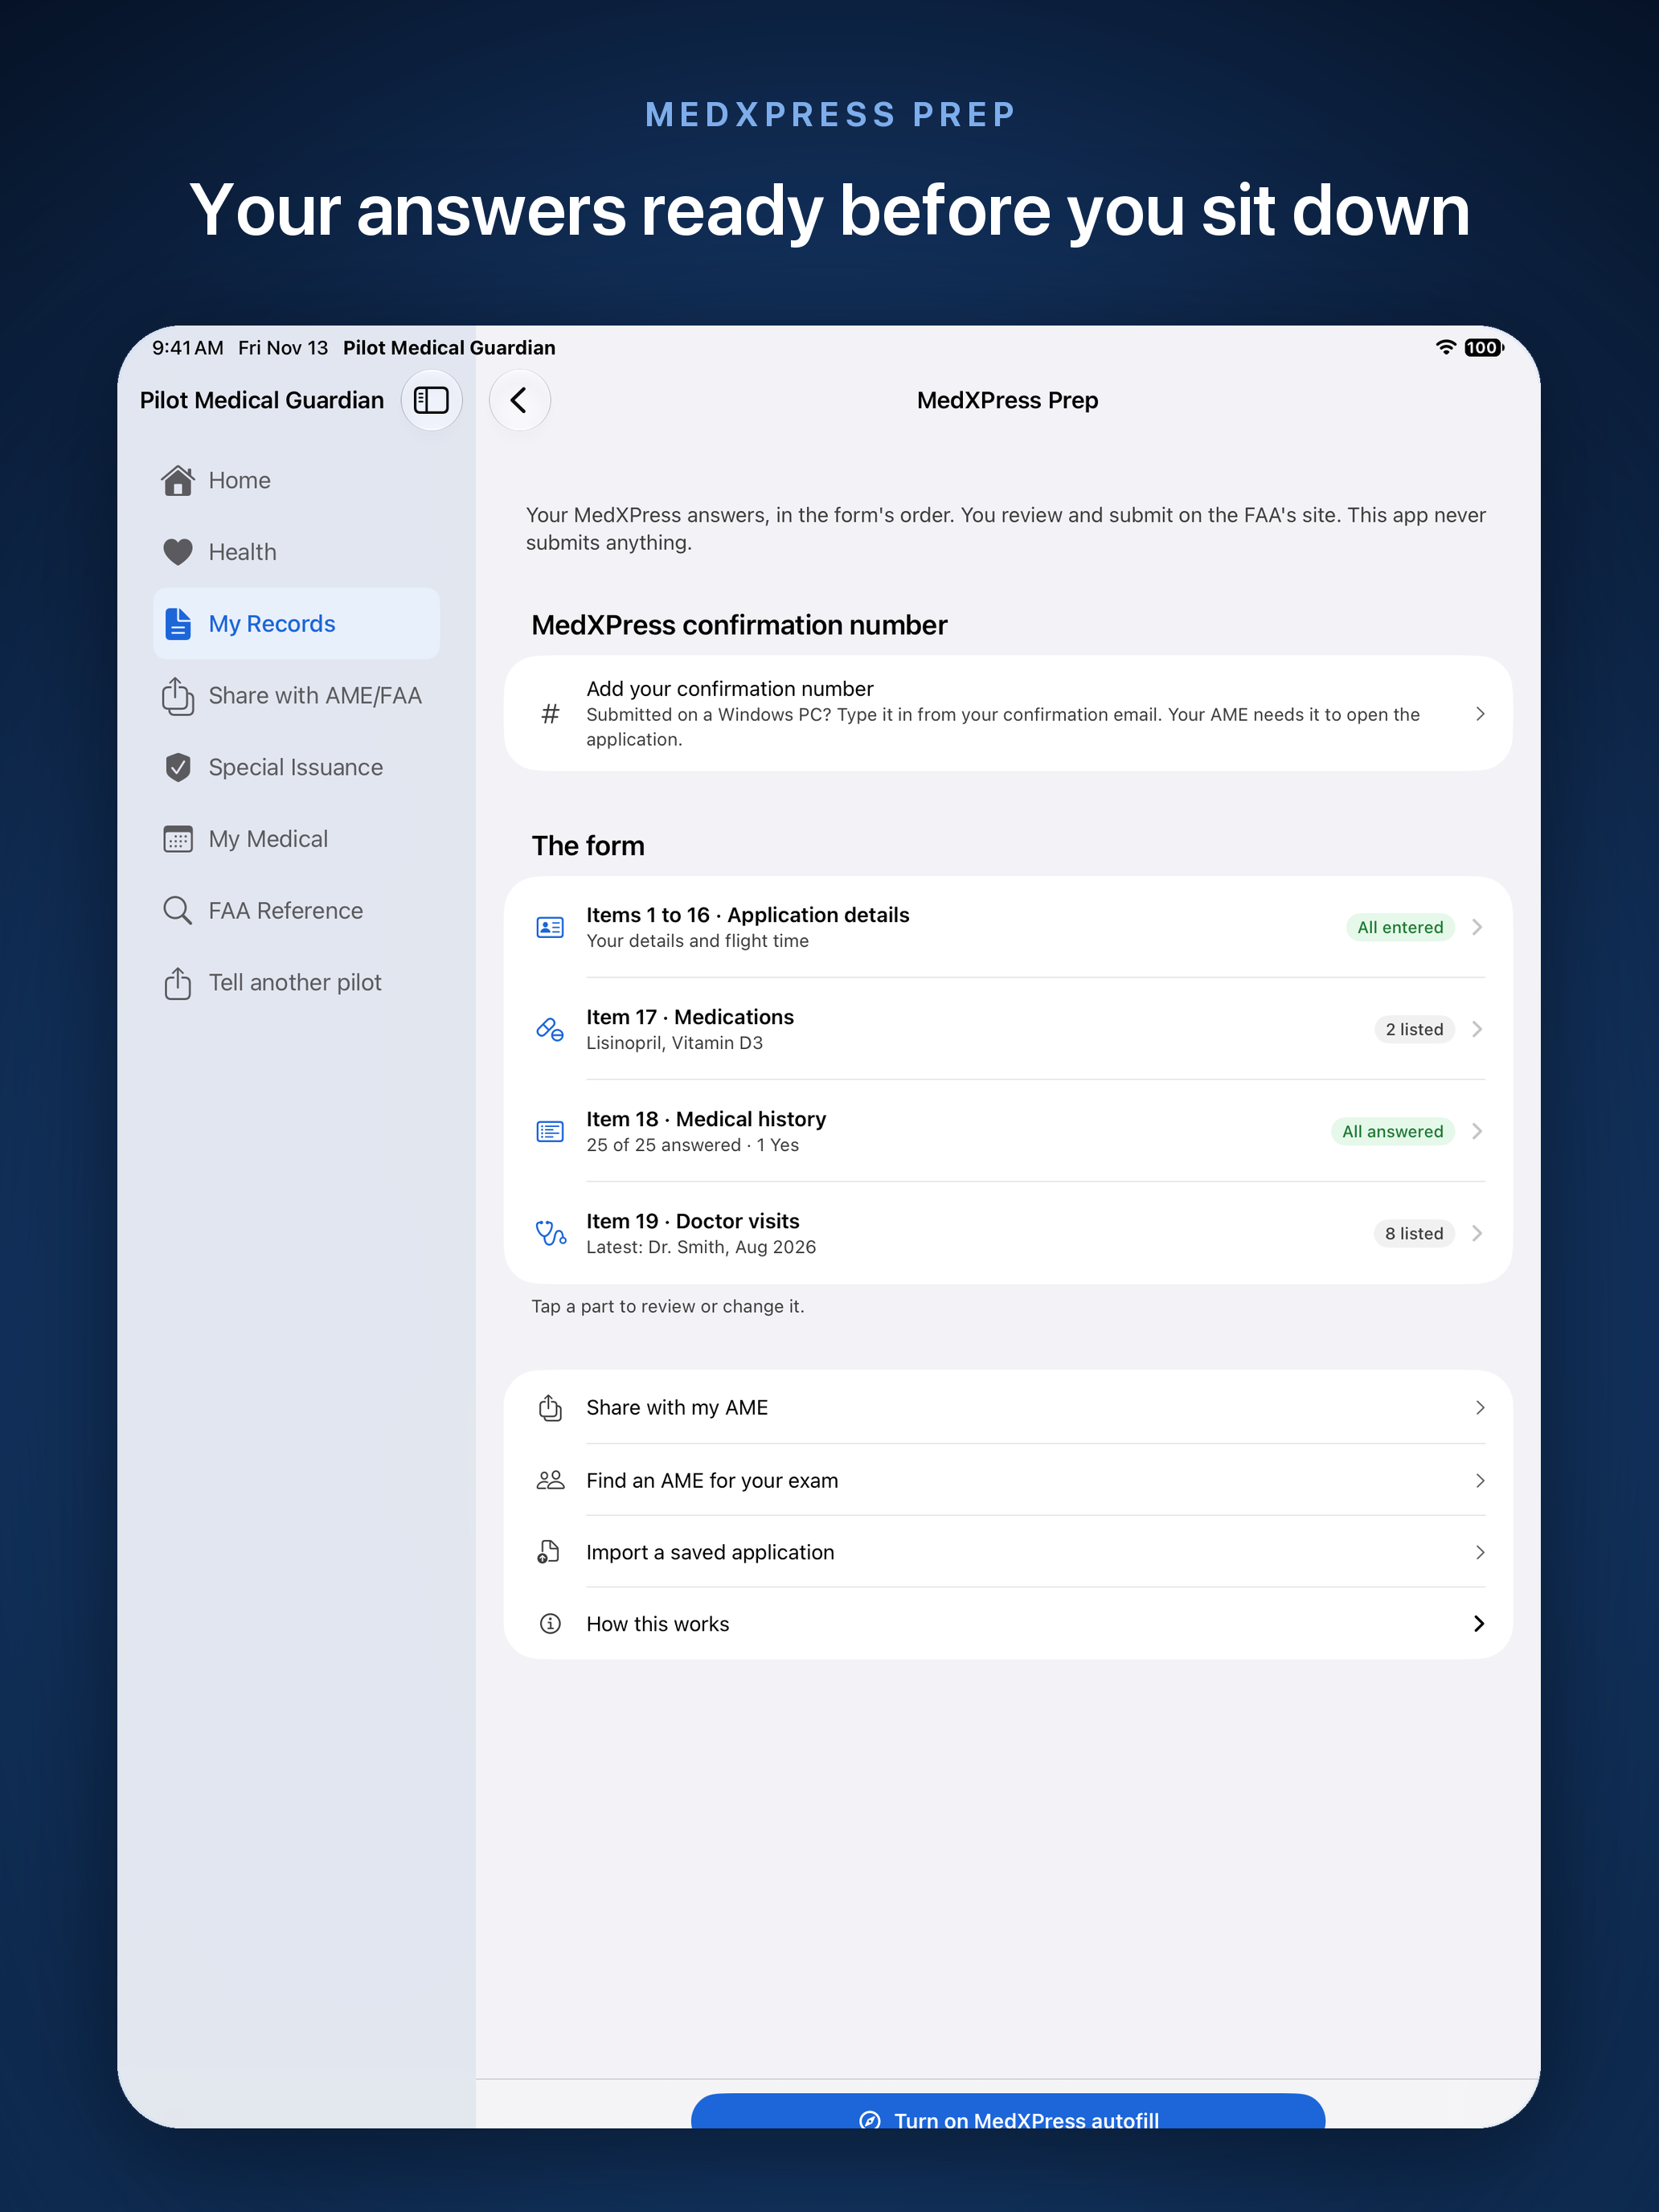 MEDXPRESS PREP
Your answers ready before you sit down
9:41 AM Fri Nov 13 Pilot Medical Guardian
100
Pilot Medical Guardian
MedXPress Prep
Home
Health
My Records
Share with AME/FAA
Special Issuance
My Medical
FAA Reference
Tell another pilot
Your MedXPress answers, in the form's order. You review and submit on the FAA's site. This app never
submits anything.
MedXPress confirmation number
#
Add your confirmation number
Submitted on a Windows PC? Type it in from your confirmation email. Your AME needs it to open the
application.
The form
Items 1 to 16 · Application details
Your details and flight time
All entered
Item 17 · Medications
Lisinopril, Vitamin D3
2 listed
Item 18 · Medical history
25 of 25 answered · 1 Yes
All answered
Item 19 · Doctor visits
Latest: Dr. Smith, Aug 2026
8 listed
Tap a part to review or change it.
Share with my AME
Find an AME for your exam
Import a saved application
How this works
Turn on MedXPress autofill